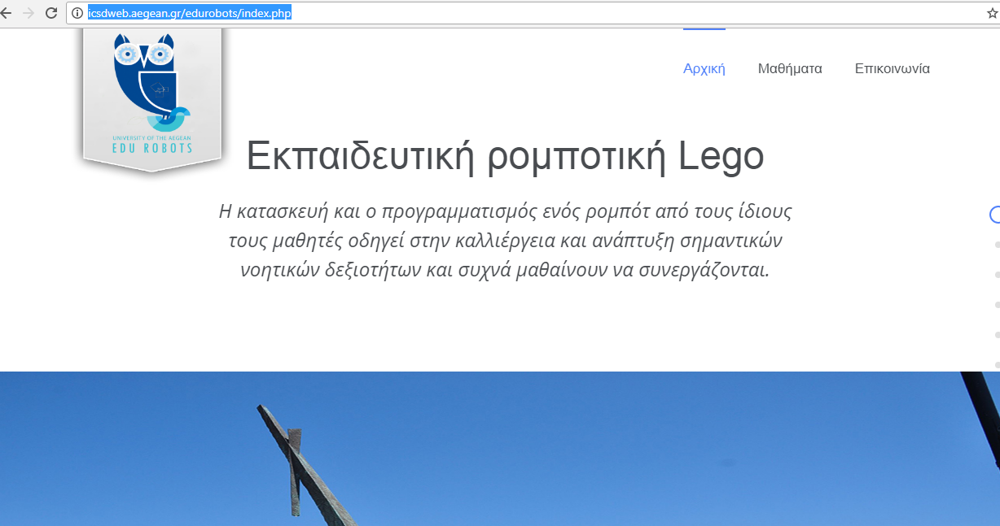 icsdweb.aegean.gr/edurobots/index.php
Αρχική Μαθήματα Επικοινωνία
UNIVERSITY OF THE AEGEAN
EDU ROBOTS
Εκπαιδευτική ρομποτική Lego
Η κατασκευή και ο προγραμματισμός ενός ρομπότ από τους ίδιους
τους μαθητές οδηγεί στην καλλιέργεια και ανάπτυξη σημαντικών
νοητικών δεξιοτήτων και συχνά μαθαίνουν να συνεργάζονται.